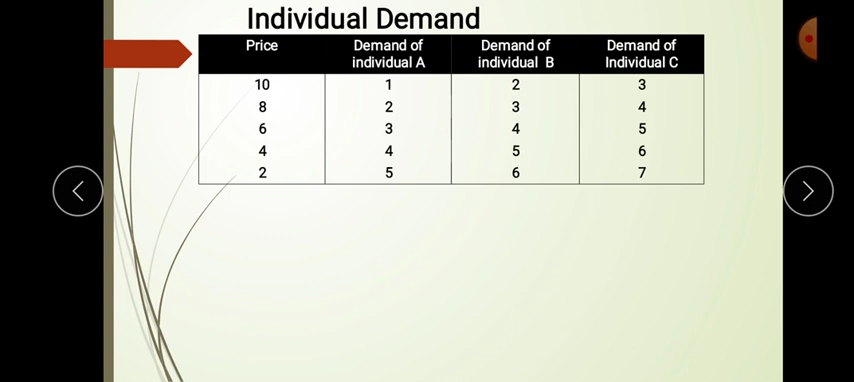 Individual Demand
Price Demand of individual A Demand of individual B Demand of Individual C
10 1 2 3
8 2 3 4
6 3 4 5
4 4 5 6
2 5 6 7